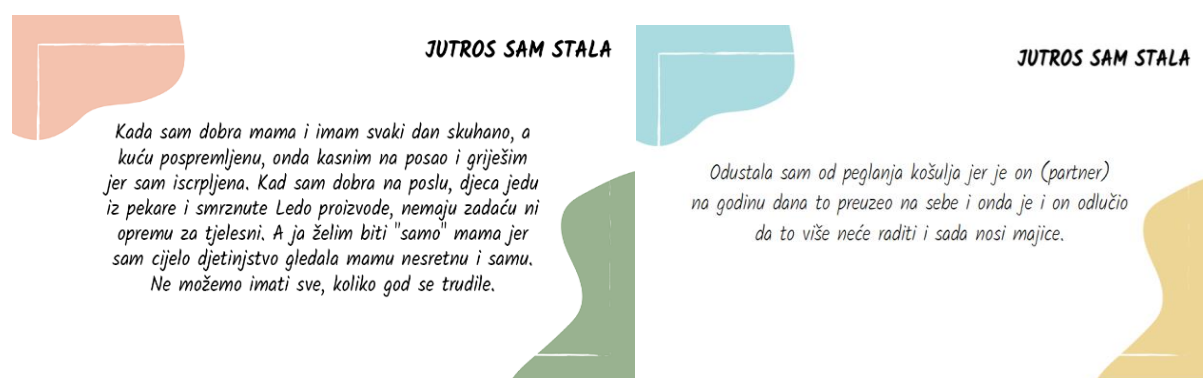 JUTROS SAM STALA
Kada sam dobra mama i imam svaki dan skuhano, a
kuću pospremljenu, onda kasnim na posao i griješim
jer sam iscrpljena. Kad sam dobra na poslu, djeca jedu
iz pekare i smrznute Ledo proizvode, nemaju zadaću ni
opremu za tjelesni. A ja želim biti "samo" mama jer
sam cijelo djetinjstvo gledala mamu nesretnu i samu.
Ne možemo imati sve, koliko god se trudile.
JUTROS SAM STALA
Odustala sam od peglanja košulja jer je on (partner)
na godinu dana to preuzeo na sebe i onda je i on odlučio
da to više neće raditi i sada nosi majice.